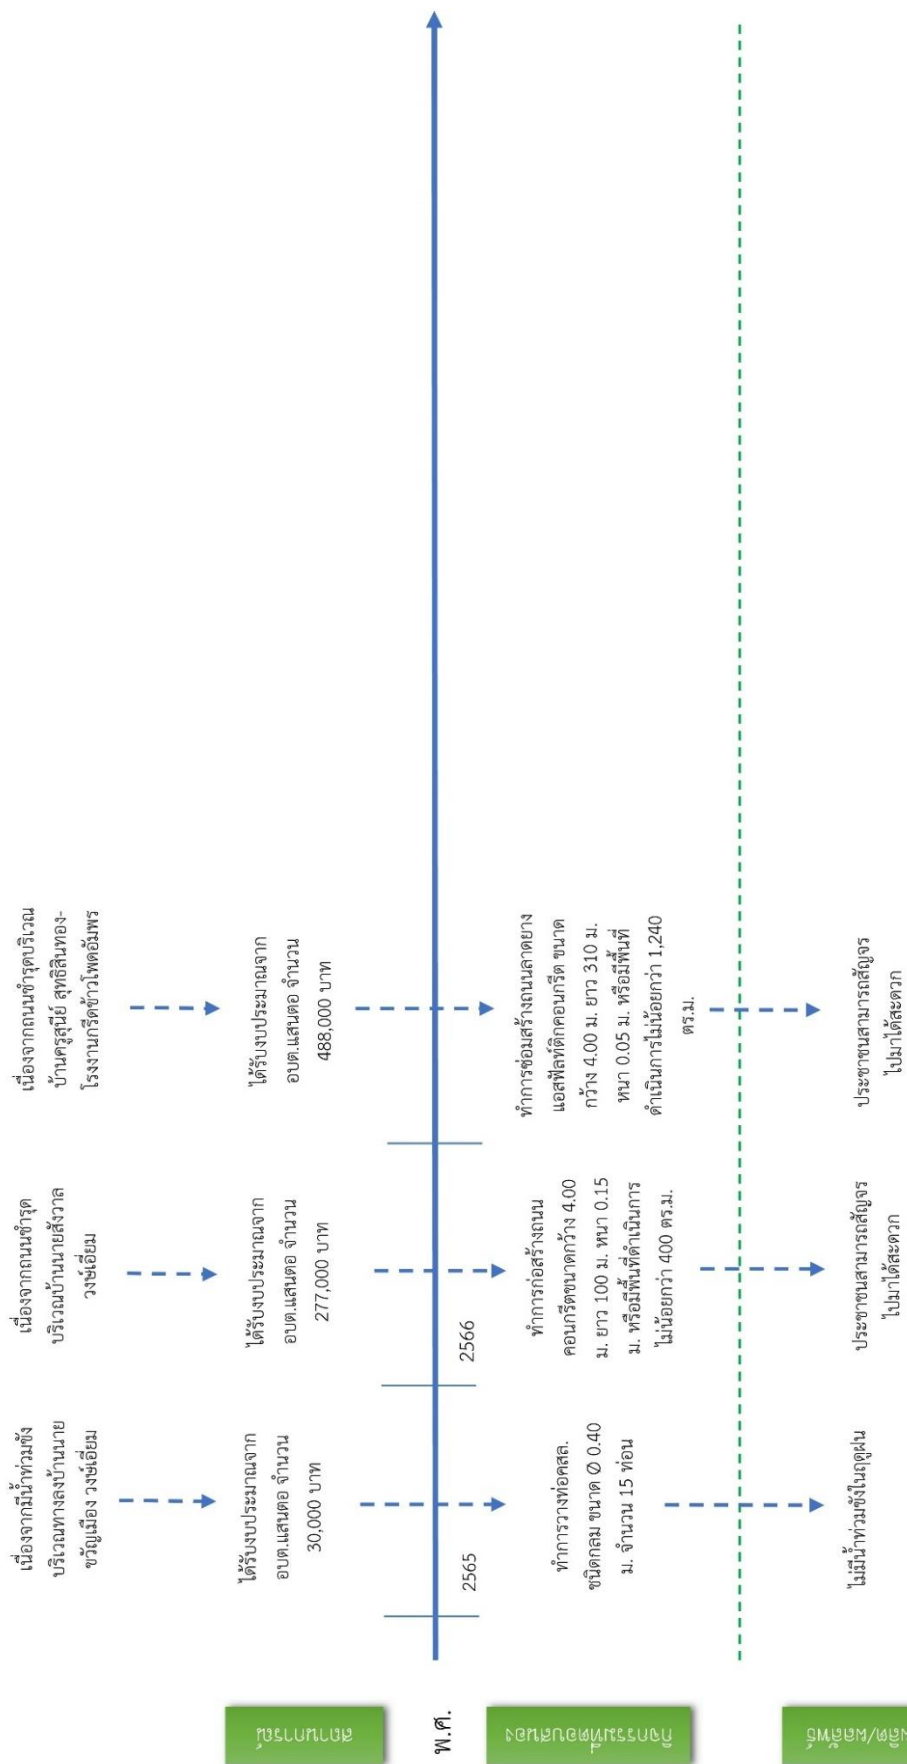 สถานการณ์
เนื่องจากมีน้ำท่วมขัง
บริเวณทางลงบ้านนาย
ขวัญเมือง วงษ์เอี่ยม
ได้รับงบประมาณจาก
อบต.แสนตอ จำนวน
30,000 บาท
เนื่องจากถนนชำรุด
บริเวณบ้านนายสังวาล
วงษ์เอี่ยม
ได้รับงบประมาณจาก
อบต.แสนตอ จำนวน
277,000 บาท
เนื่องจากถนนชำรุดบริเวณ
บ้านครูสุนีย์ สุทธิสินทอง-
โรงงานกรีดข้าวโพดอัมพร
ได้รับงบประมาณจาก
อบต.แสนตอ จำนวน
488,000 บาท
พ.ศ.
2565
2566
กิจกรรมที่ตอบสนอง
ทำการวางท่อคสล.
ชนิดกลม ขนาด Ø 0.40
ม. จำนวน 15 ท่อน
ทำการก่อสร้างถนน
คอนกรีตขนาดกว้าง 4.00
ม. ยาว 100 ม. หนา 0.15
ม. หรือมีพื้นที่ดำเนินการ
ไม่น้อยกว่า 400 ตร.ม.
ทำการซ่อมสร้างถนนลาดยาง
แอสฟัลท์ติกคอนกรีต ขนาด
กว้าง 4.00 ม. ยาว 310 ม.
หนา 0.05 ม. หรือมีพื้นที่
ดำเนินการไม่น้อยกว่า 1,240
ตร.ม.
ไม่มีน้ำท่วมขังในฤดูฝน
ประชาชนสามารถสัญจร
ไปมาได้สะดวก
ประชาชนสามารถสัญจร
ไปมาได้สะดวก